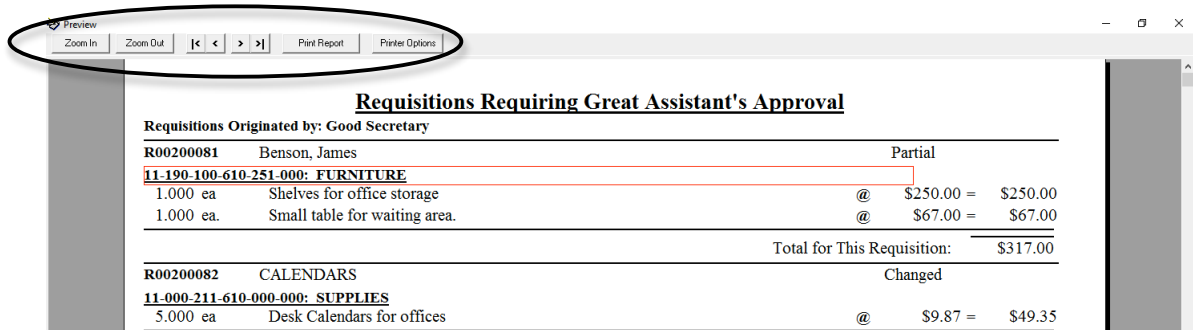 Preview
Zoom In Zoom Out |< < > >| Print Report Printer Options
Requisitions Requiring Great Assistant's Approval
Requisitions Originated by: Good Secretary
R00200081 Benson, James Partial
11-190-100-610-251-000: FURNITURE
1.000 ea Shelves for office storage @ $250.00 = $250.00
1.000 ea. Small table for waiting area. @ $67.00 = $67.00
Total for This Requisition: $317.00
R00200082 CALENDARS Changed
11-000-211-610-000-000: SUPPLIES
5.000 ea Desk Calendars for offices @ $9.87 = $49.35